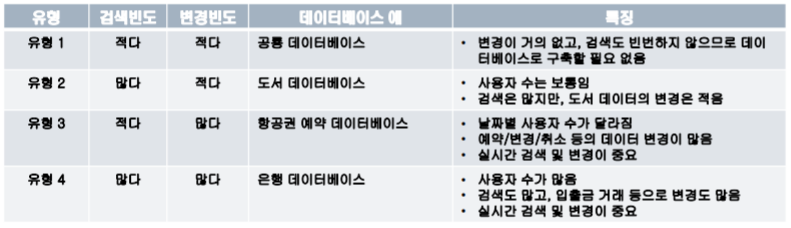 유형 검색빈도 변경빈도 데이터베이스 예 특징
유형 1 적다 적다 공룡 데이터베이스 • 변경이 거의 없고, 검색도 빈번하지 않으므로 데이
터베이스로 구축할 필요 없음
유형 2 많다 적다 도서 데이터베이스 • 사용자 수는 보통임
• 검색은 많지만, 도서 데이터의 변경은 적음
유형 3 적다 많다 항공권 예약 데이터베이스 • 날짜별 사용자 수가 달라짐
• 예약/변경/취소 등의 데이터 변경이 많음
• 실시간 검색 및 변경이 중요
유형 4 많다 많다 은행 데이터베이스 • 사용자 수가 많음
• 검색도 많고, 입출금 거래 등으로 변경도 많음
• 실시간 검색 및 변경이 중요